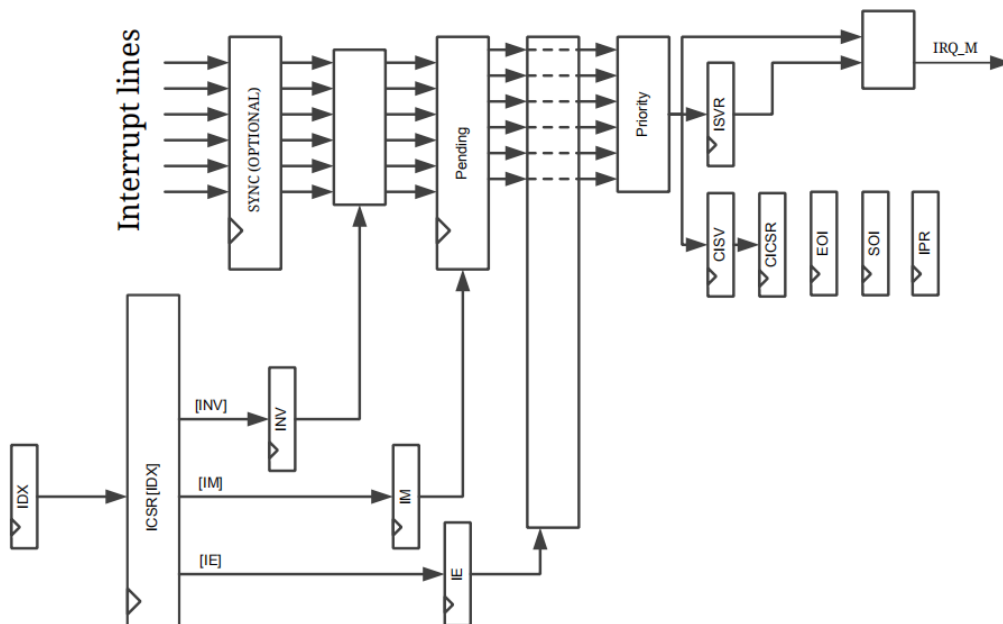 Interrupt lines
SYNC (OPTIONAL)
Pending
Priority
ISVR
IRQ_M
CISV
CICSR
EOI
SOI
IPR
IDX
ICSR[IDX]
[INV]
INV
[IM]
IM
[IE]
IE